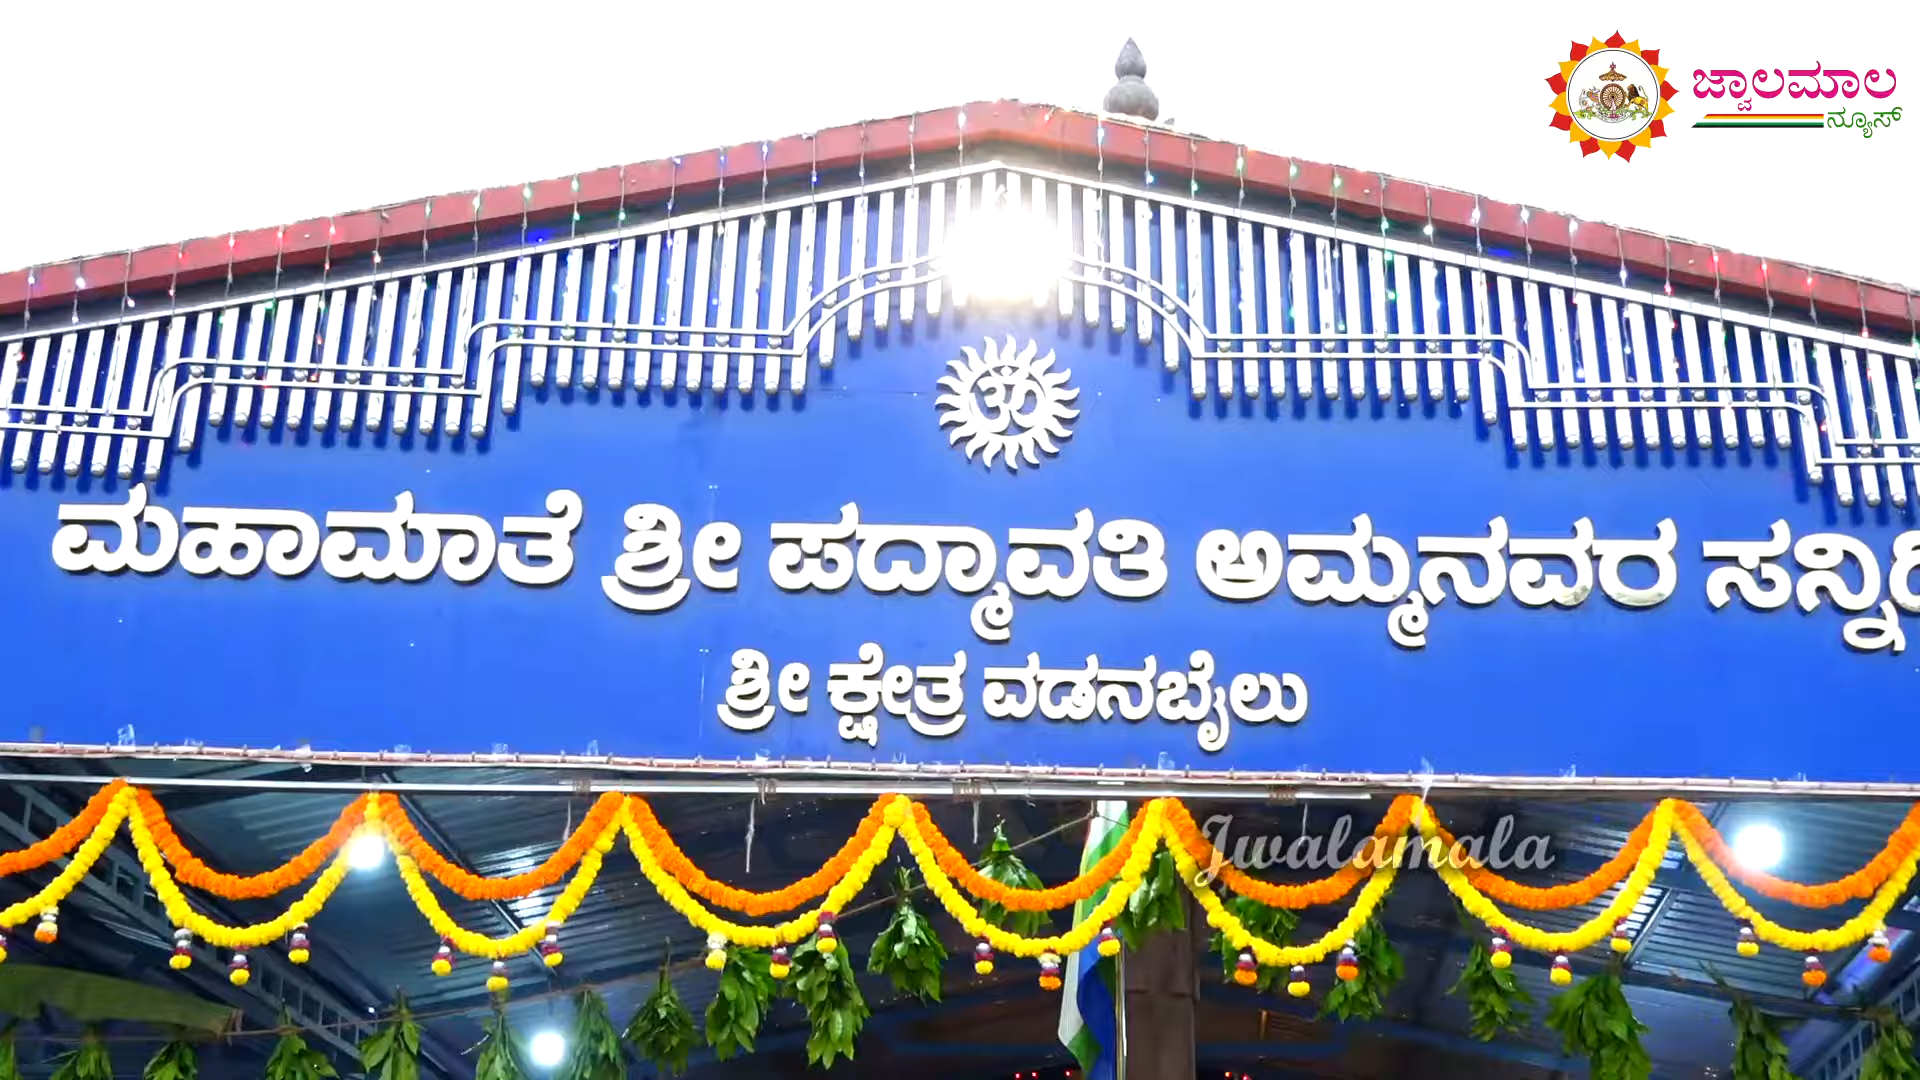 ಜ್ವಾಲಮಾಲ
ನ್ಯೂಸ್
ಮಹಾಮಾತೆ ಶ್ರೀ ಪದ್ಮಾವತಿ ಅಮ್ಮನವರ
ಶ್ರೀ ಕ್ಷೇತ್ರ ವಡನಬೈಲು
Jwalamala